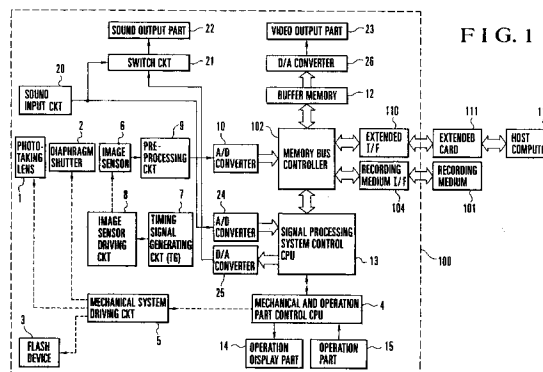 FIG. 1
SOUND OUTPUT PART
22
VIDEO OUTPUT PART
23
20
SWITCH CKT
21
D/A CONVERTER
26
SOUND
INPUT CKT
BUFFER MEMORY
12
2
6
9
10
102
110
111
PHOTO-
TAKING
LENS
1
DIAPHRAGM
SHUTTER
IMAGE
SENSOR
PRE-
PROCESSING
CKT
A/D
CONVERTER
MEMORY BUS
CONTROLLER
EXTENDED
I/F
EXTENDED
CARD
HOST
RECORDING
MEDIUM I/F
104
RECORDING
MEDIUM
101
8
7
24
IMAGE
SENSOR DRIVING
CKT
TIMING
SIGNAL
GENERATING
CKT (TG)
A/D
CONVERTER
D/A
CONVERTER
25
SIGNAL PROCESSING
SYSTEM CONTROL
CPU
13
100
3
MECHANICAL SYSTEM
DRIVING CKT
5
MECHANICAL AND OPERATION
PART CONTROL CPU
4
FLASH
DEVICE
14
OPERATION
DISPLAY PART
OPERATION
PART
15